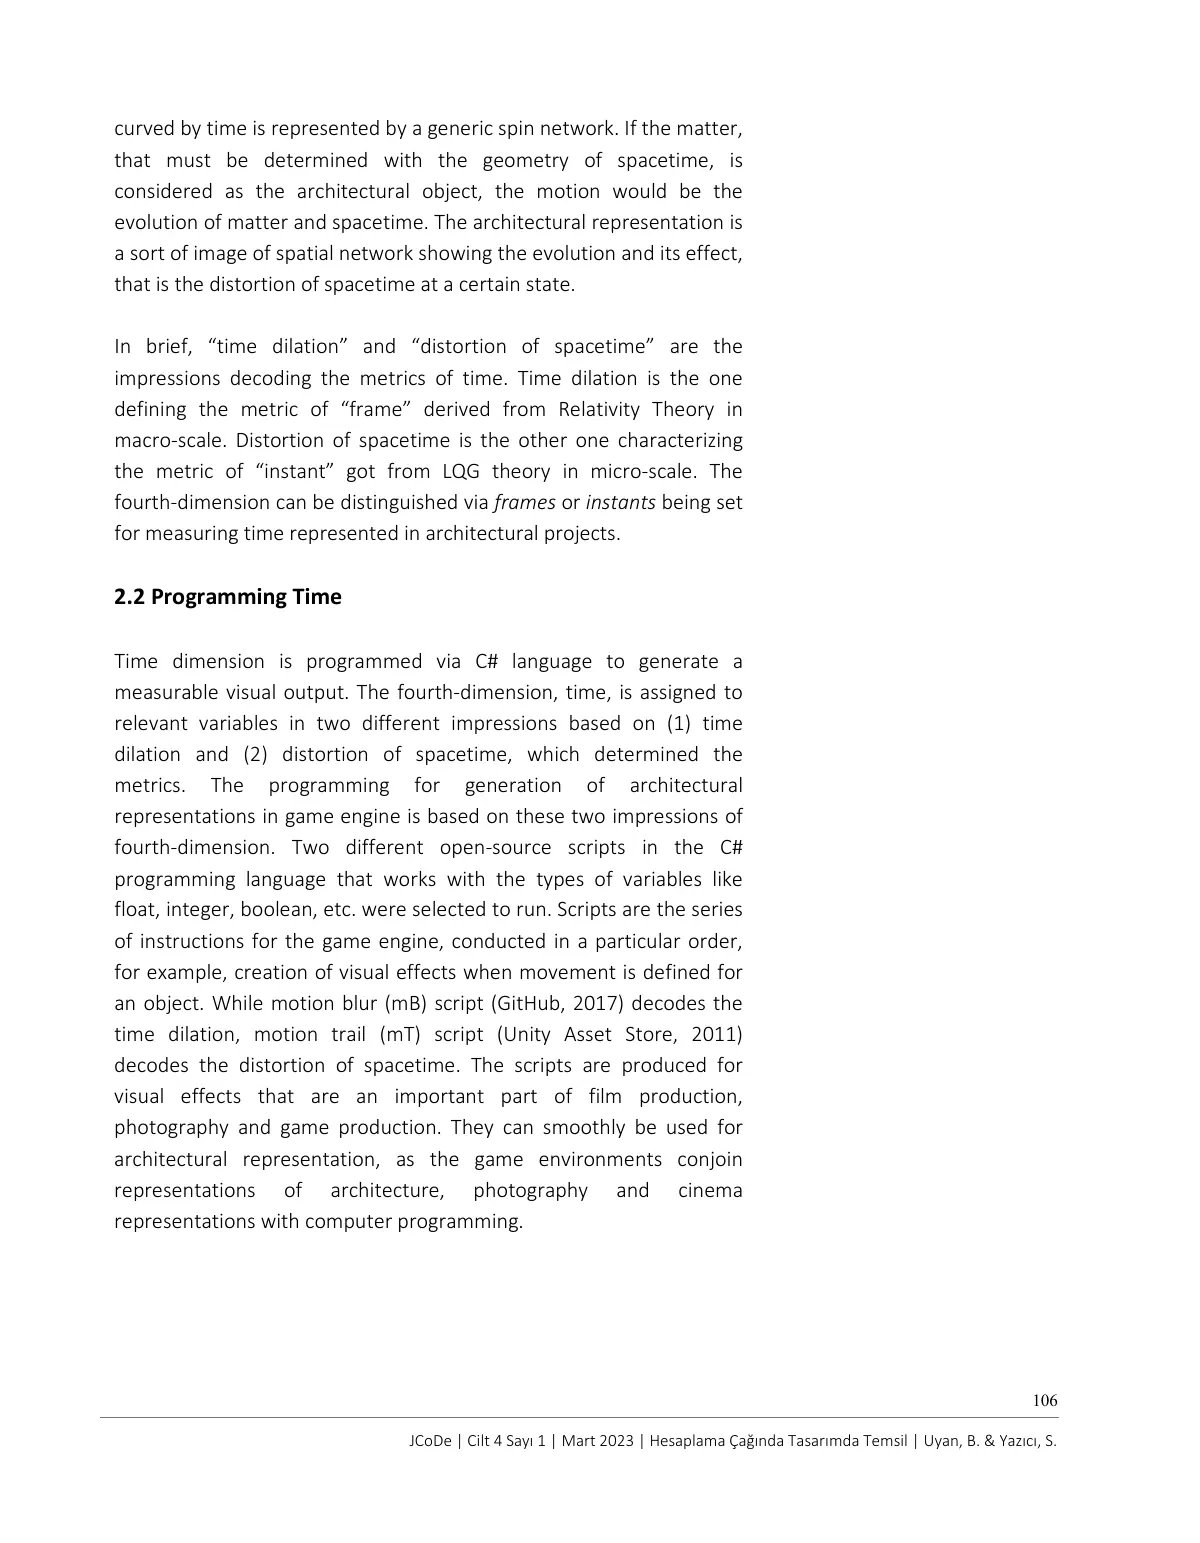 curved by time is represented by a generic spin network. If the matter,
that must be determined with the geometry of spacetime, is
considered as the architectural object, the motion would be the
evolution of matter and spacetime. The architectural representation is
a sort of image of spatial network showing the evolution and its effect,
that is the distortion of spacetime at a certain state.
In brief, “time dilation” and “distortion of spacetime” are the
impressions decoding the metrics of time. Time dilation is the one
defining the metric of “frame” derived from Relativity Theory in
macro-scale. Distortion of spacetime is the other one characterizing
the metric of “instant” got from LQG theory in micro-scale. The
fourth-dimension can be distinguished via frames or instants being set
for measuring time represented in architectural projects.
2.2 Programming Time
Time dimension is programmed via C# language to generate a
measurable visual output. The fourth-dimension, time, is assigned to
relevant variables in two different impressions based on (1) time
dilation and (2) distortion of spacetime, which determined the
metrics. The programming for generation of architectural
representations in game engine is based on these two impressions of
fourth-dimension. Two different open-source scripts in the C#
programming language that works with the types of variables like
float, integer, boolean, etc. were selected to run. Scripts are the series
of instructions for the game engine, conducted in a particular order,
for example, creation of visual effects when movement is defined for
an object. While motion blur (mB) script (GitHub, 2017) decodes the
time dilation, motion trail (mT) script (Unity Asset Store, 2011)
decodes the distortion of spacetime. The scripts are produced for
visual effects that are an important part of film production,
photography and game production. They can smoothly be used for
architectural representation, as the game environments conjoin
representations of architecture, photography and cinema
representations with computer programming.
106
JCoDe | Cilt 4 Sayı 1 | Mart 2023 | Hesaplama Çağında Tasarımda Temsil | Uyan, B. & Yazıcı, S.